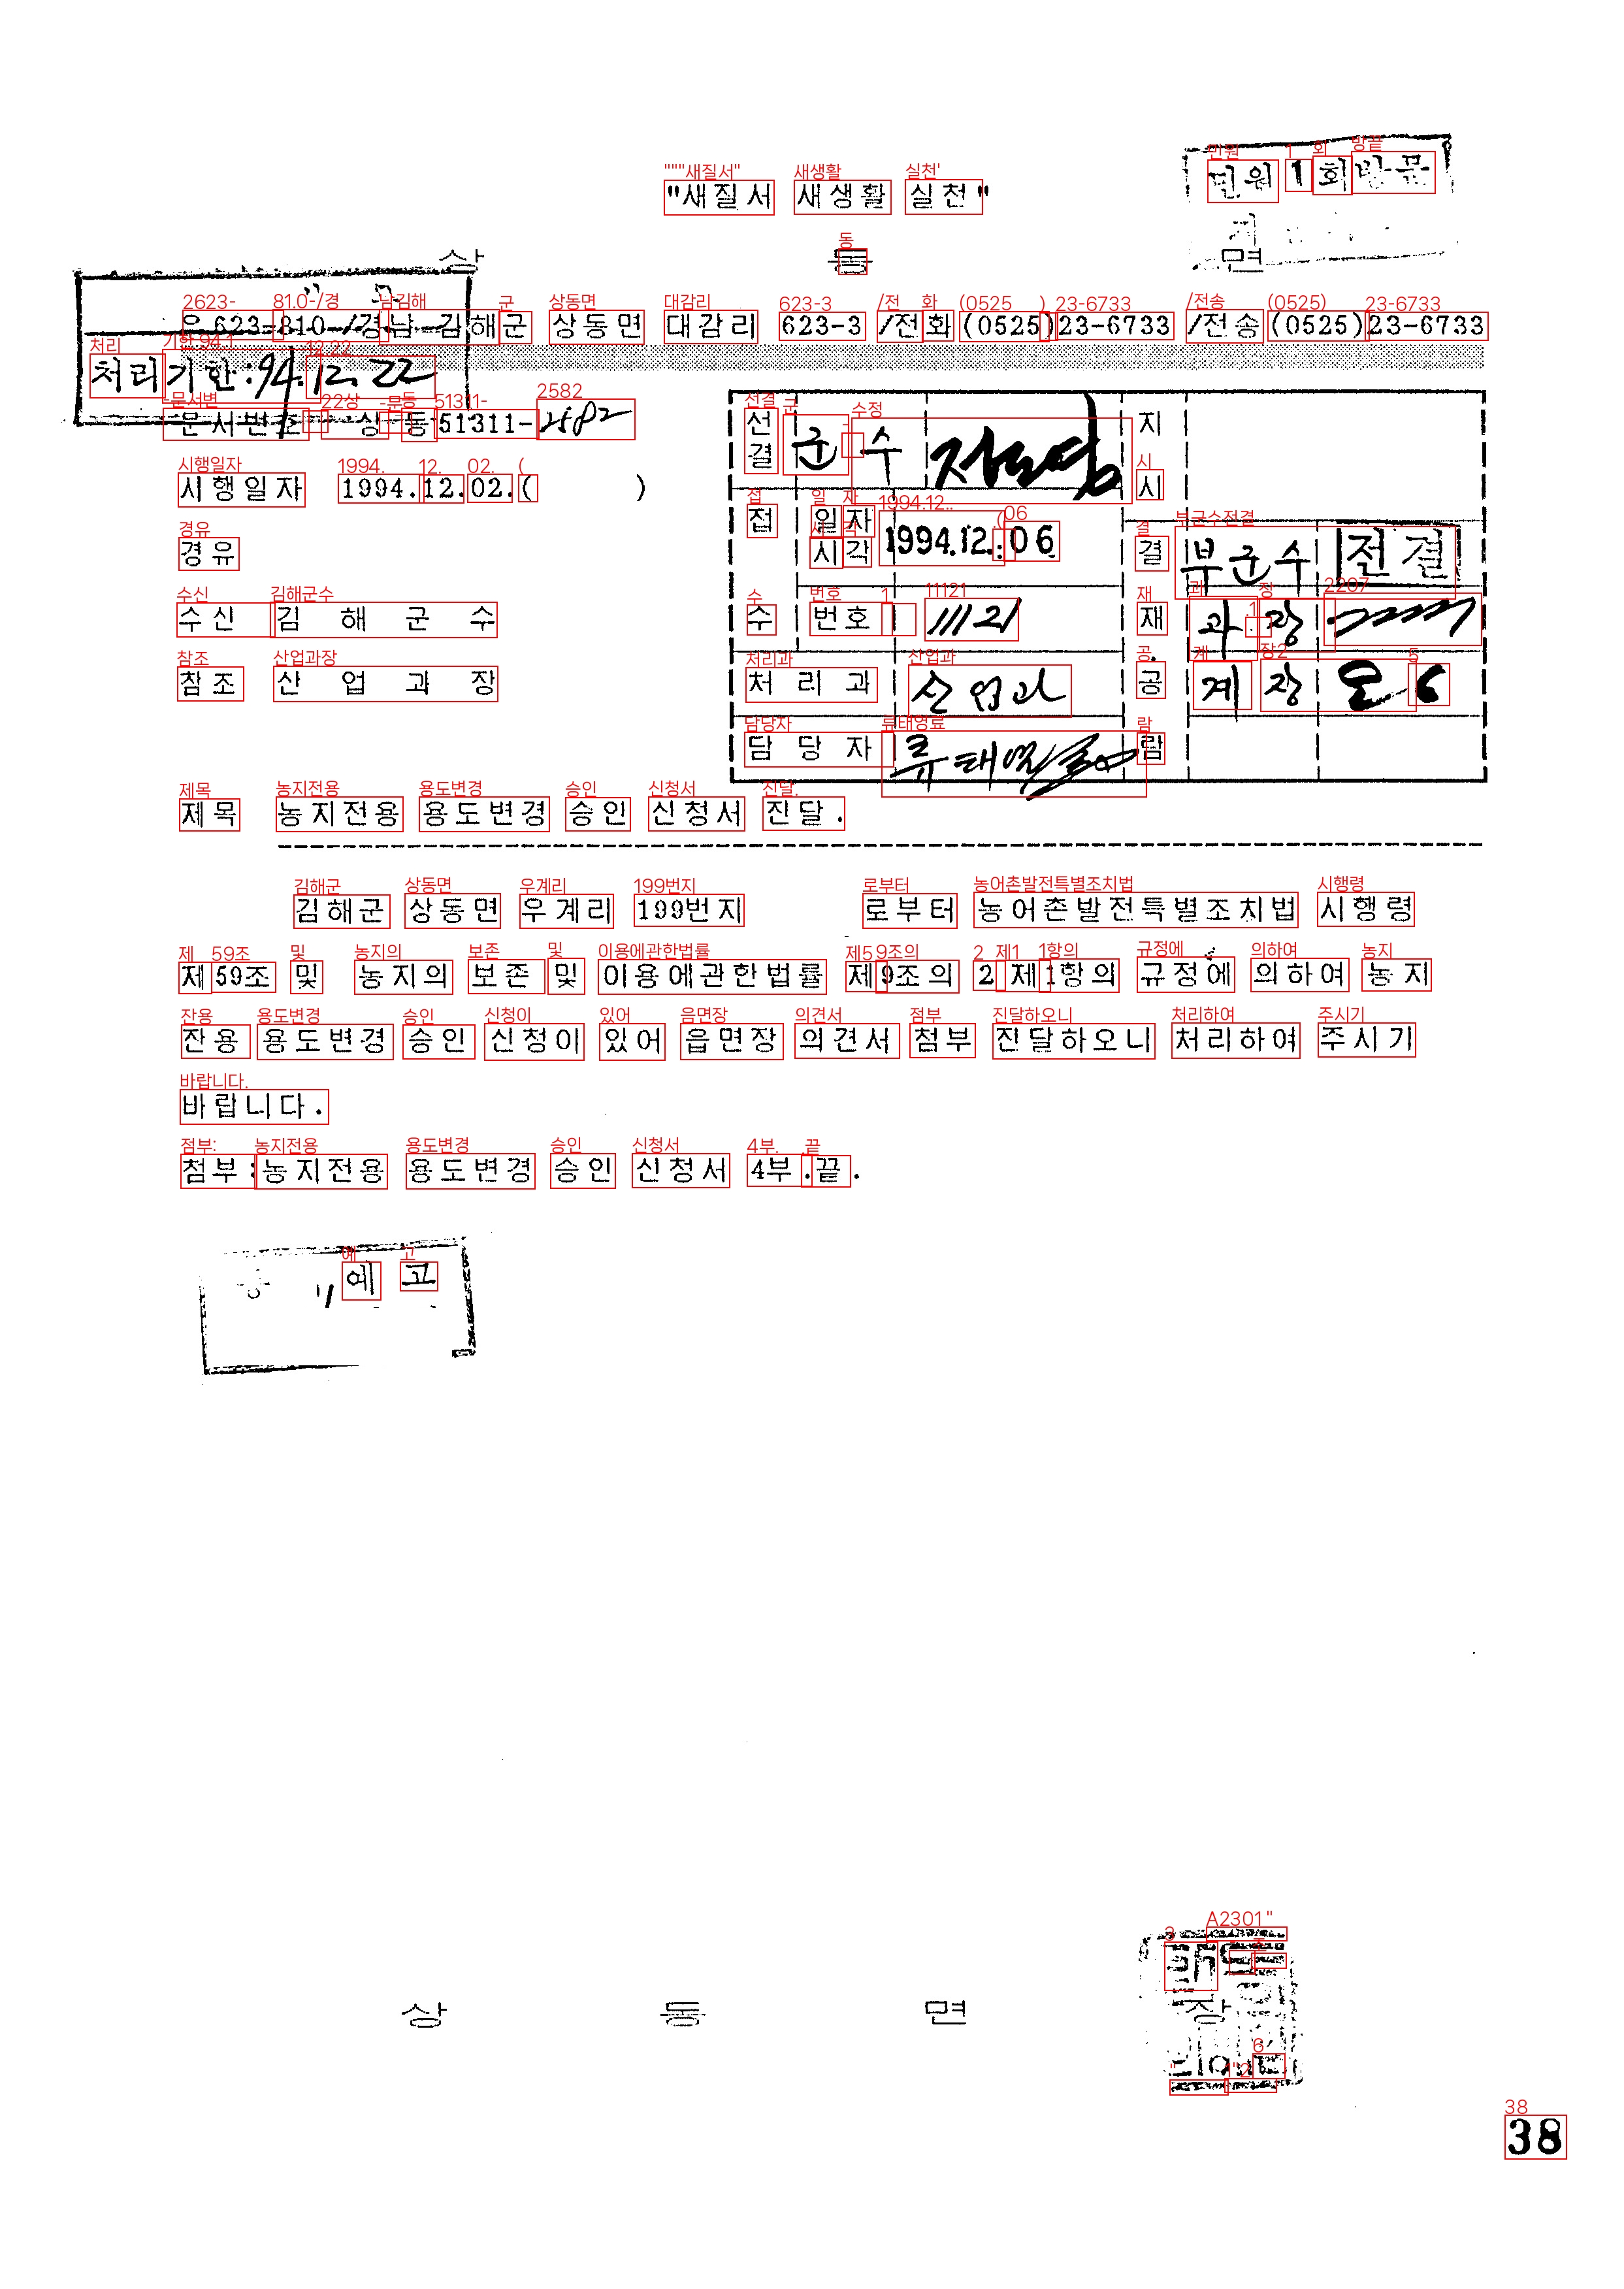 "새질서 새생활 실천"
민원 1회방문
상 동 면
우 623-810 /경남 김해군 상동면 대감리 623-3 /전화 (0525)23-6733 /전송 (0525)23-6733
처리기한:94.12.22
문서번호 상동 51311-2582
시행일자 1994.12.02.( )
경유
수신 김해군수
참조 산업과장
선결 군수 지시
접수 일자시각 1994.12.:06
번호 11121
처리과 산업과
담당자 류태영
결재 부군수 전결
과장
공람 계장
제목 농지전용 용도변경 승인 신청서 진달.
김해군 상동면 우계리 199번지 로부터 농어촌발전특별조치법 시행령
제59조 및 농지의 보존 및 이용에관한법률 제9조의 2 제1항의 규정에 의하여 농지
잔용 용도변경 승인 신청이 있어 읍면장 의견서 첨부 진달하오니 처리하여 주시기
바랍니다.
첨부:농지전용 용도변경 승인 신청서 4부.끝.
예고
상 동 면 장
38